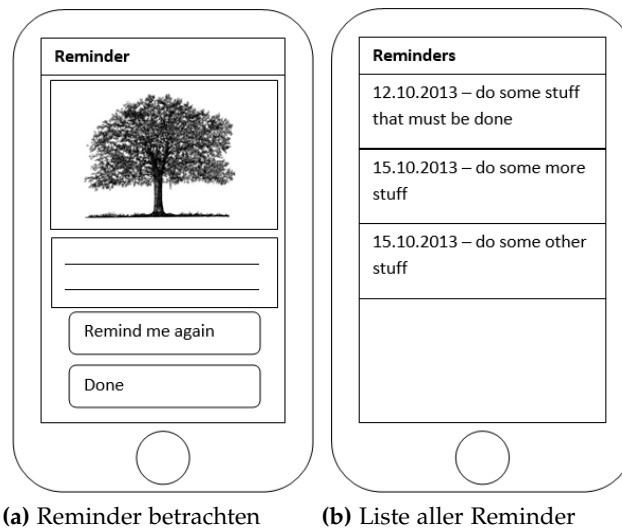 Reminder
Remind me again
Done
Reminders
12.10.2013 – do some stuff
that must be done
15.10.2013 – do some more
stuff
15.10.2013 – do some other
stuff
(a) Reminder betrachten
(b) Liste aller Reminder